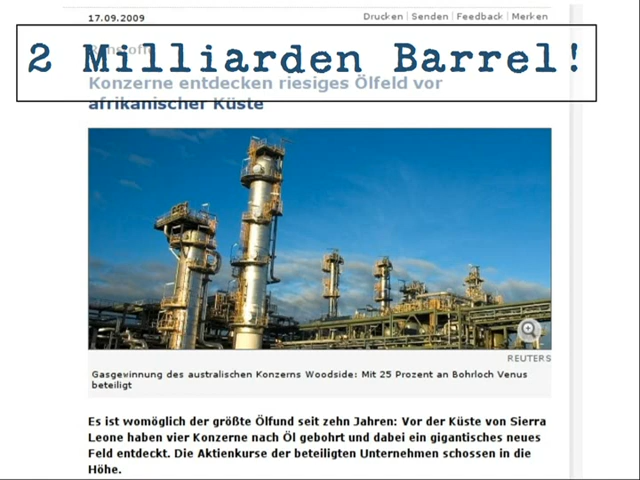 17.09.2009
Drucken | Senden | Feedback | Merken
Rohstoffe
2 Milliarden Barrel!
Konzerne entdecken riesiges Ölfeld vor
afrikanischer Küste
REUTERS
Gasgewinnung des australischen Konzerns Woodside: Mit 25 Prozent an Bohrloch Venus
beteiligt
Es ist womöglich der größte Ölfund seit zehn Jahren: Vor der Küste von Sierra
Leone haben vier Konzerne nach Öl gebohrt und dabei ein gigantisches neues
Feld entdeckt. Die Aktienkurse der beteiligten Unternehmen schossen in die
Höhe.